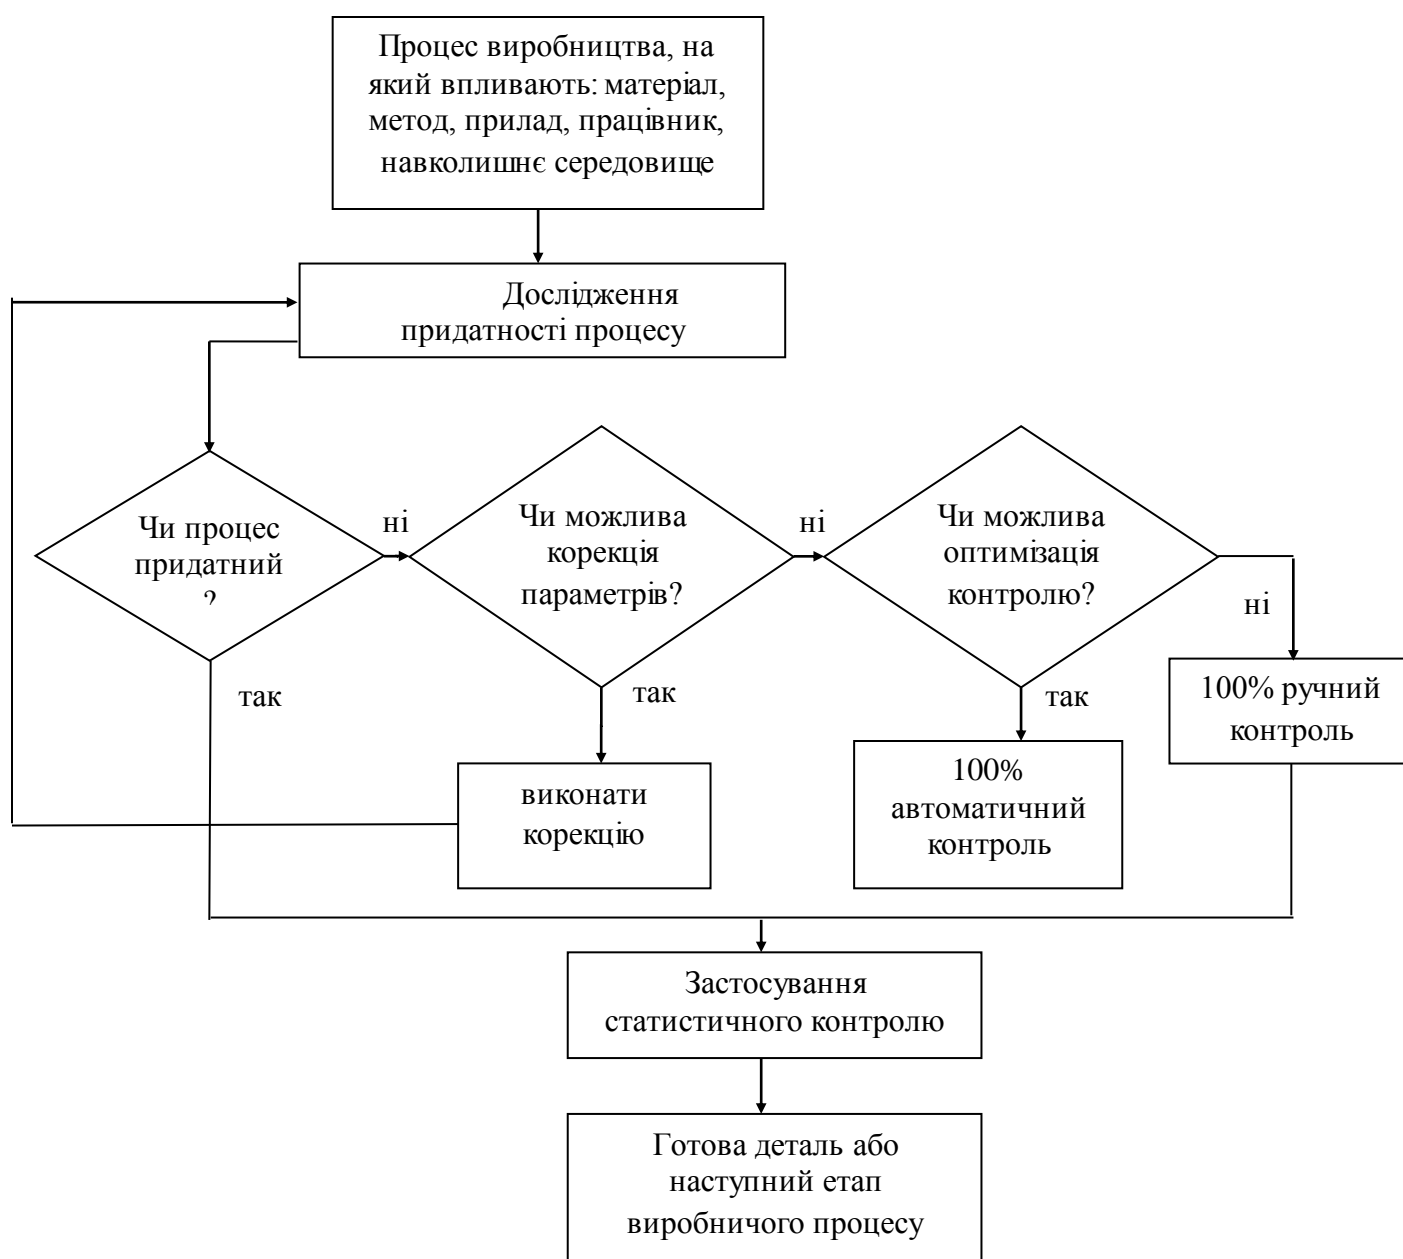 Процес виробництва, на
який впливають: матеріал,
метод, прилад, працівник,
навколишнє середовище
Дослідження
придатності процесу
Чи процес
придатний
?
ні
Чи можлива
корекція
параметрів?
ні
Чи можлива
оптимізація
контролю?
ні
так
так
так
100% ручний
контроль
виконати
корекцію
100%
автоматичний
контроль
Застосування
статистичного контролю
Готова деталь або
наступний етап
виробничого процесу